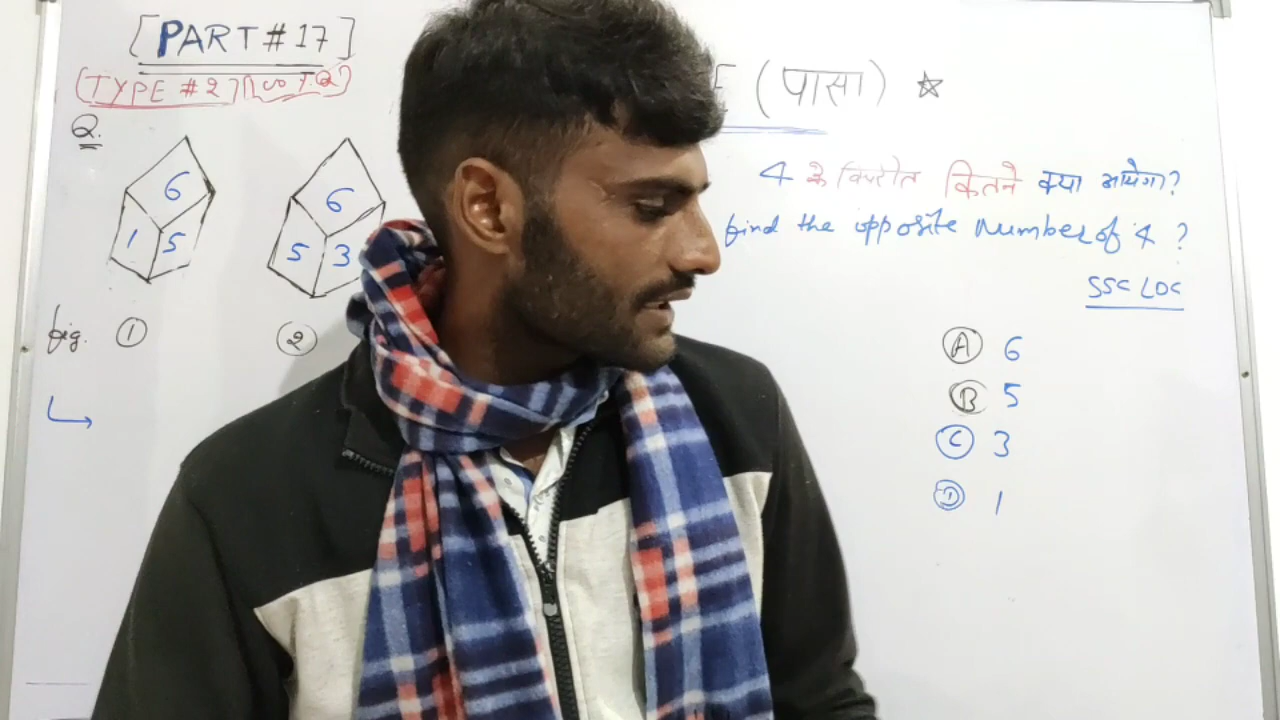 [PART #17]
[TYPE #2]
(पासा) ☆
Q.
6
1 5
6
5 3
fig. ① ②
4 के विपरीत कितने क्या आयेगा?
find the opposite Number of 4 ?
SSC LDC
Ⓐ 6
Ⓑ 5
Ⓒ 3
Ⓓ 1